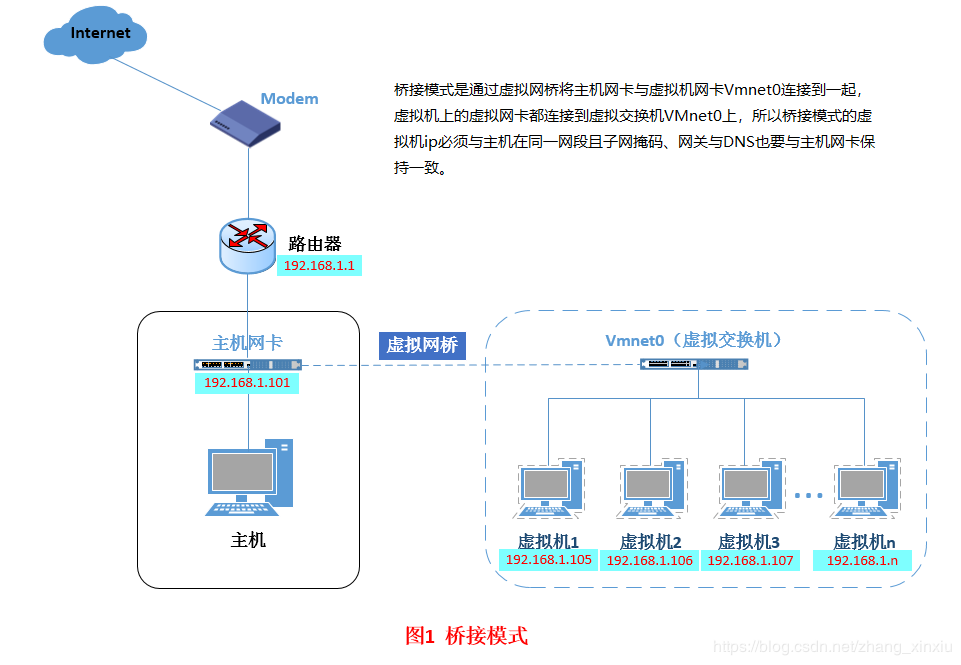 Internet
Modem
桥接模式是通过虚拟网桥将主机网卡与虚拟机网卡Vmnet0连接到一起，
虚拟机上的虚拟网卡都连接到虚拟交换机VMnet0上，所以桥接模式的虚
拟机ip必须与主机在同一网段且子网掩码、网关与DNS也要与主机网卡保
持一致。
路由器
192.168.1.1
主机网卡
192.168.1.101
虚拟网桥
Vmnet0（虚拟交换机）
主机
虚拟机1
192.168.1.105
虚拟机2
192.168.1.106
虚拟机3
192.168.1.107
虚拟机n
192.168.1.n
图1 桥接模式
https://blog.csdn.net/zhang_xinxiu